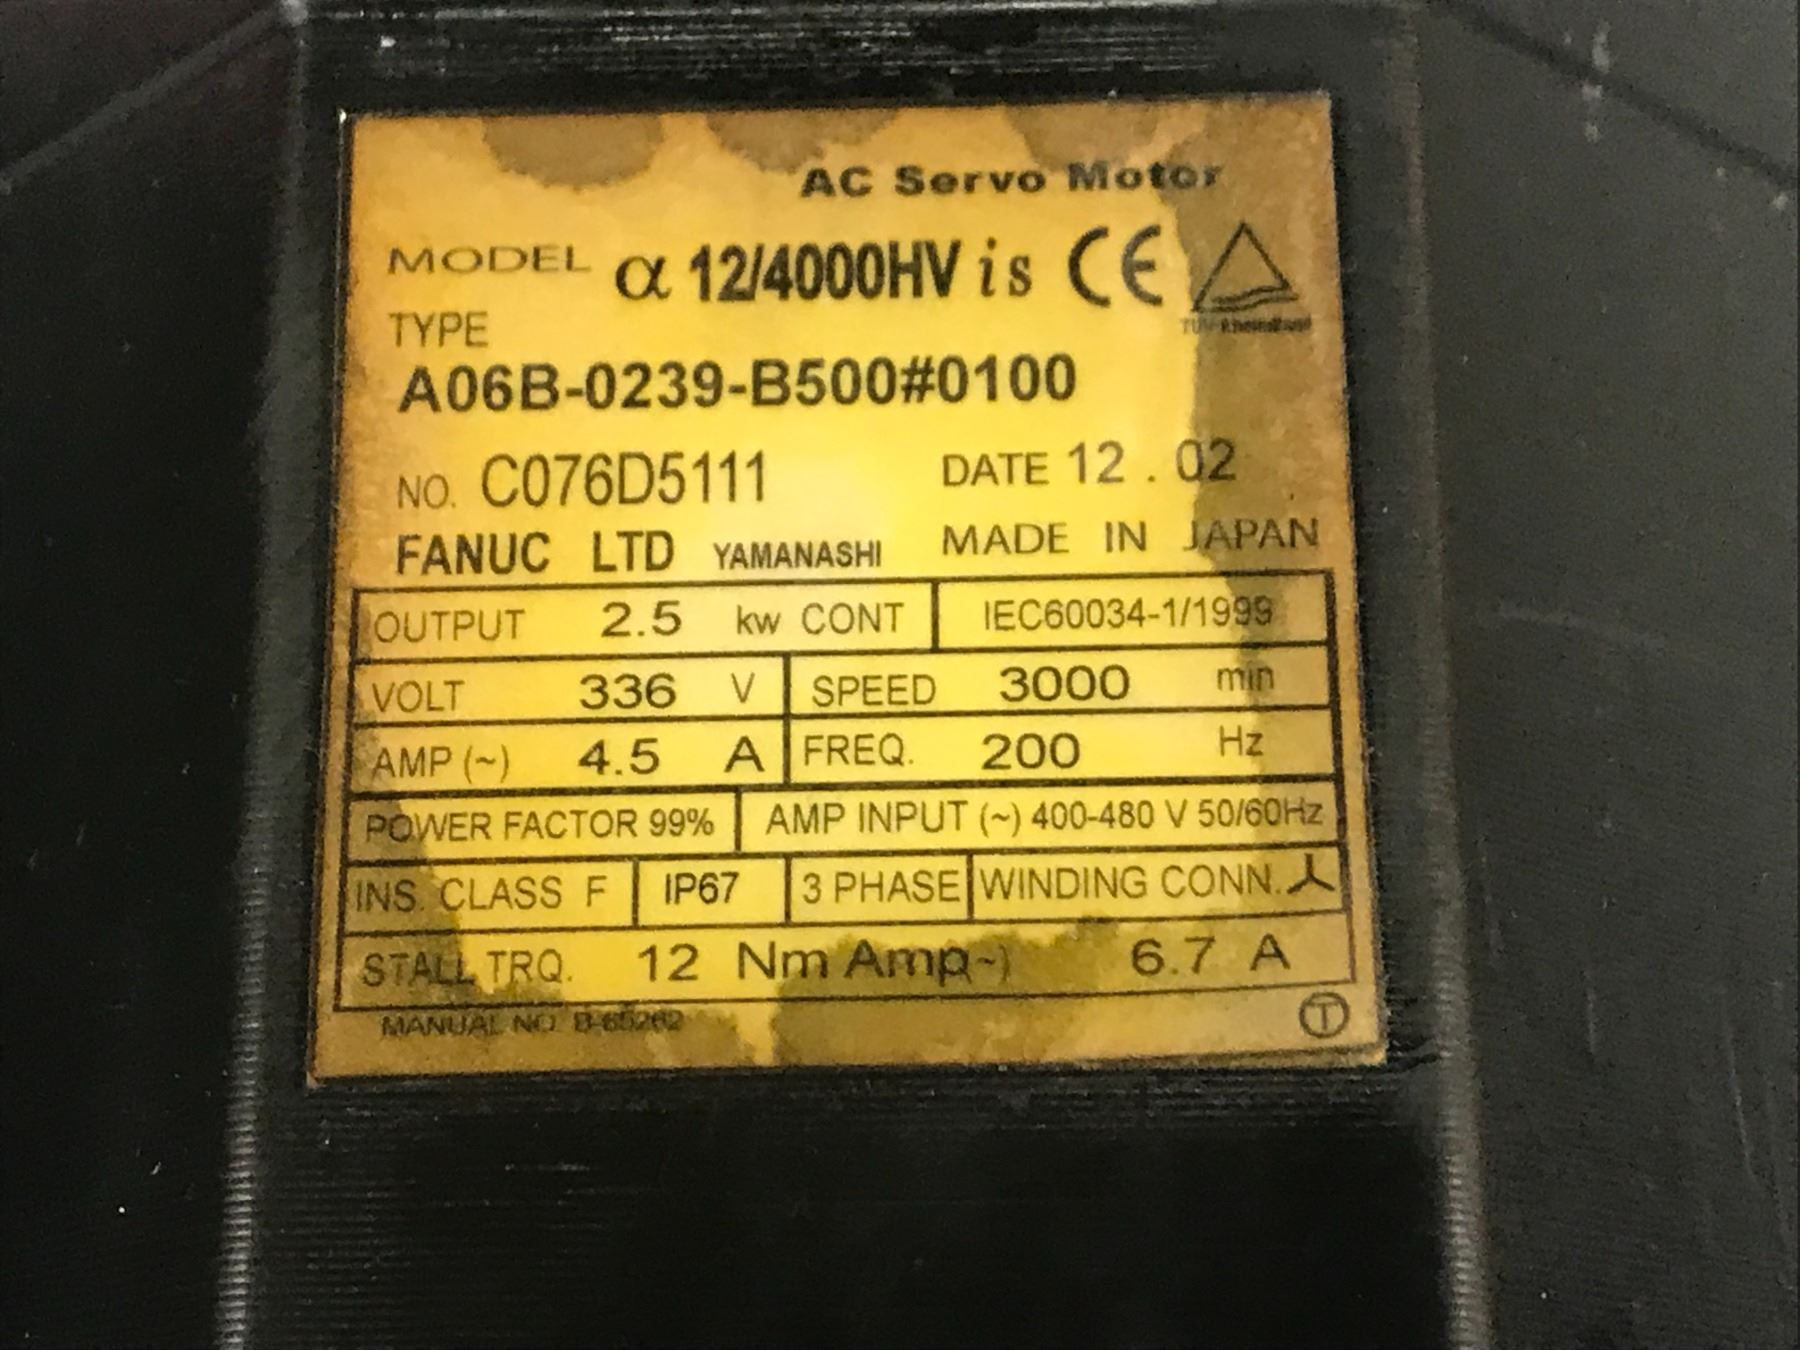 AC Servo Motor
MODEL α 12/4000HV is CE
TÜV Rheinland
TYPE
A06B-0239-B500#0100
NO. C076D5111 DATE 12 . 02
FANUC LTD YAMANASHI MADE IN JAPAN
OUTPUT 2.5 kw CONT IEC60034-1/1999
VOLT 336 V SPEED 3000 min
AMP (~) 4.5 A FREQ. 200 Hz
POWER FACTOR 99% AMP INPUT (~) 400-480 V 50/60Hz
INS. CLASS F IP67 3 PHASE WINDING CONN.
STALL TRQ. 12 Nm Amp(~) 6.7 A
MANUAL NO. B-65262 T